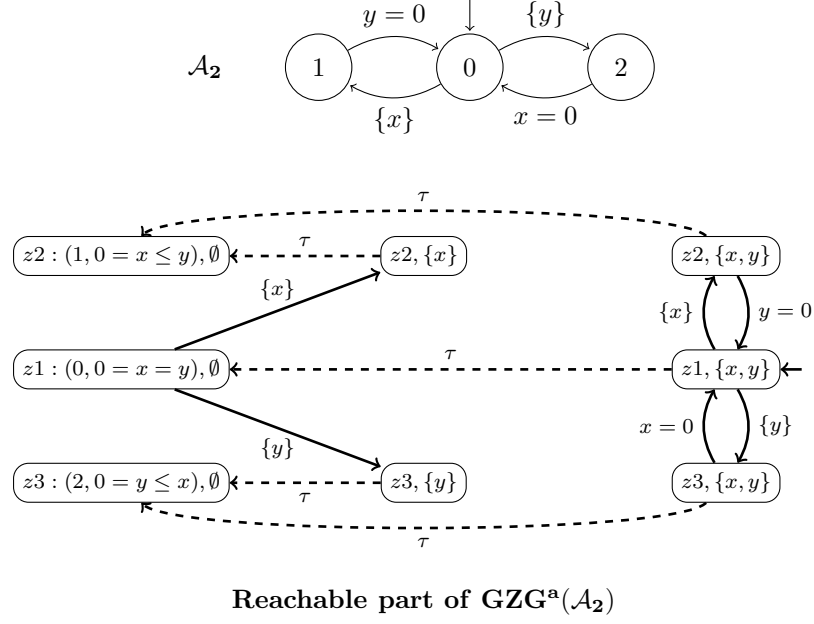 y = 0
{y}
𝒜₂
1
0
2
{x}
x = 0
τ
z2 : (1, 0 = x ≤ y), ∅
τ
z2, {x}
z2, {x, y}
{x}
{x}
y = 0
τ
z1 : (0, 0 = x = y), ∅
z1, {x, y}
{y}
x = 0
{y}
z3 : (2, 0 = y ≤ x), ∅
τ
z3, {y}
z3, {x, y}
τ
Reachable part of GZGᵃ(𝒜₂)